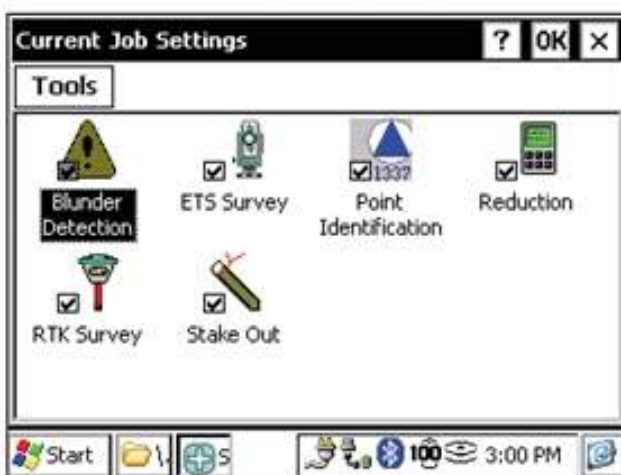 Current Job Settings ? OK ×
Tools
1337
Blunder Detection
ETS Survey
Point Identification
Reduction
RTK Survey
Stake Out
Start \. S 100 3:00 PM